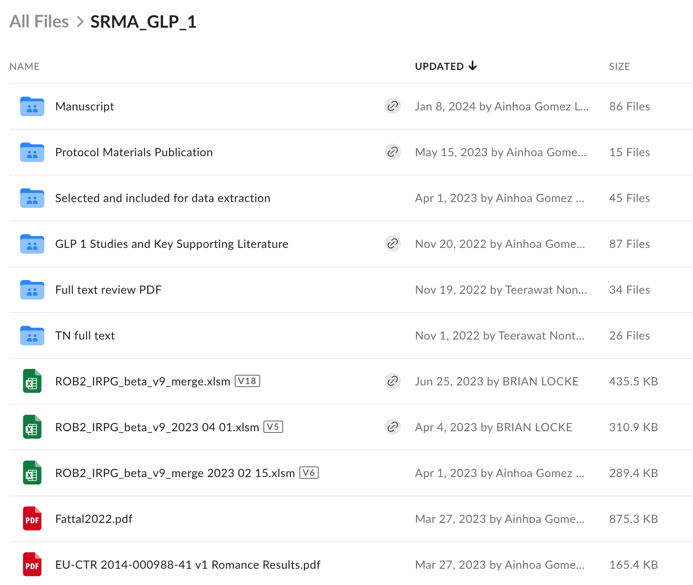 All Files > SRMA_GLP_1
NAME UPDATED ↓ SIZE
Manuscript Jan 8, 2024 by Ainhoa Gomez L... 86 Files
Protocol Materials Publication May 15, 2023 by Ainhoa Gome... 15 Files
Selected and included for data extraction Apr 1, 2023 by Ainhoa Gomez ... 45 Files
GLP 1 Studies and Key Supporting Literature Nov 20, 2022 by Ainhoa Gome... 87 Files
Full text review PDF Nov 19, 2022 by Teerawat Non... 34 Files
TN full text Nov 1, 2022 by Teerawat Nont... 26 Files
ROB2_IRPG_beta_v9_merge.xlsm V18 Jun 25, 2023 by BRIAN LOCKE 435.5 KB
ROB2_IRPG_beta_v9_2023 04 01.xlsm V5 Apr 4, 2023 by BRIAN LOCKE 310.9 KB
ROB2_IRPG_beta_v9_merge 2023 02 15.xlsm V6 Apr 1, 2023 by Ainhoa Gomez ... 289.4 KB
PDF Fattal2022.pdf Mar 27, 2023 by Ainhoa Gome... 875.3 KB
PDF EU-CTR 2014-000988-41 v1 Romance Results.pdf Mar 27, 2023 by Ainhoa Gome... 165.4 KB